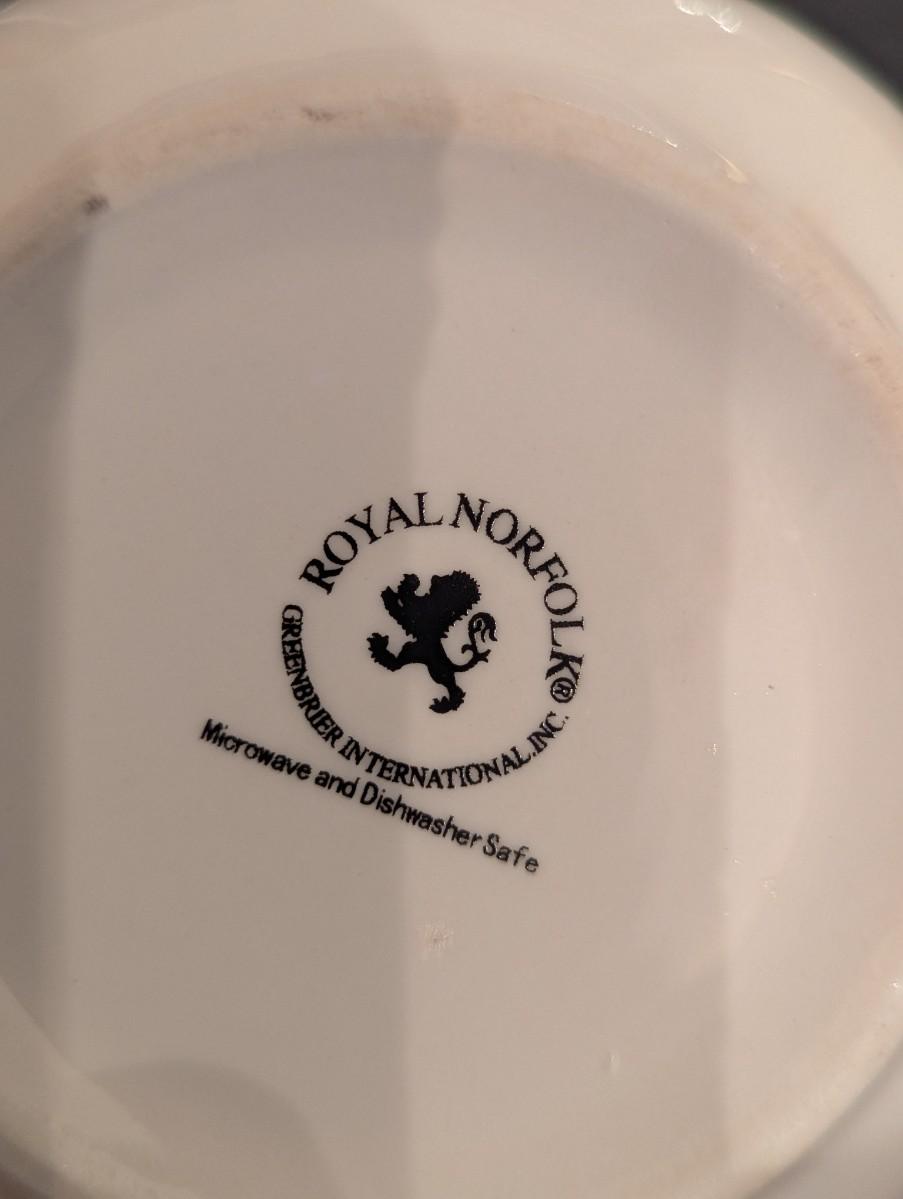 ROYAL NORFOLK®
GREENBRIER INTERNATIONAL, INC.
Microwave and Dishwasher Safe